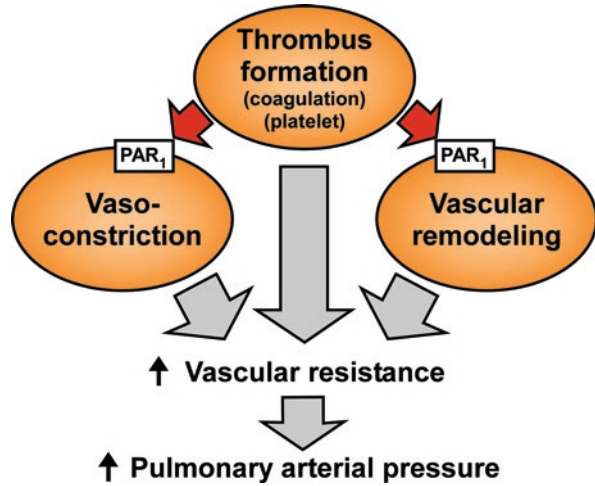 Thrombus
formation
(coagulation)
(platelet)
PAR1
Vaso-
constriction
PAR1
Vascular
remodeling
↑ Vascular resistance
↑ Pulmonary arterial pressure